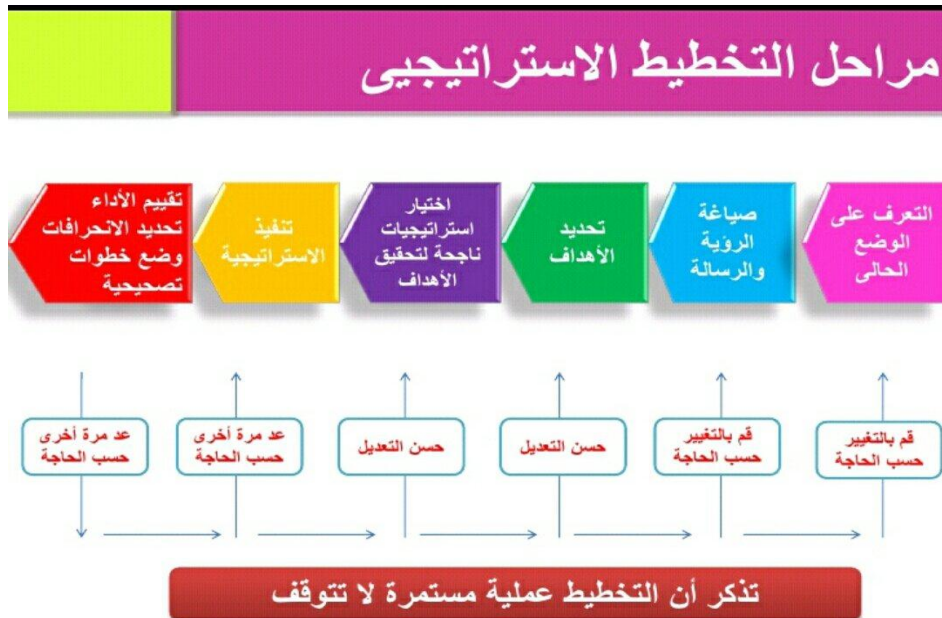 مراحل التخطيط الاستراتيجيى
التعرف على
الوضع
الحالى
صياغة
الرؤية
والرسالة
تحديد
الأهداف
اختيار
استراتيجيات
ناجحة لتحقيق
الأهداف
تنفيذ
الاستراتيجية
تقييم الأداء
تحديد الانحرافات
وضع خطوات
تصحيحية
قم بالتغيير
حسب الحاجة
قم بالتغيير
حسب الحاجة
حسن التعديل
حسن التعديل
عد مرة أخرى
حسب الحاجة
عد مرة أخرى
حسب الحاجة
تذكر أن التخطيط عملية مستمرة لا تتوقف